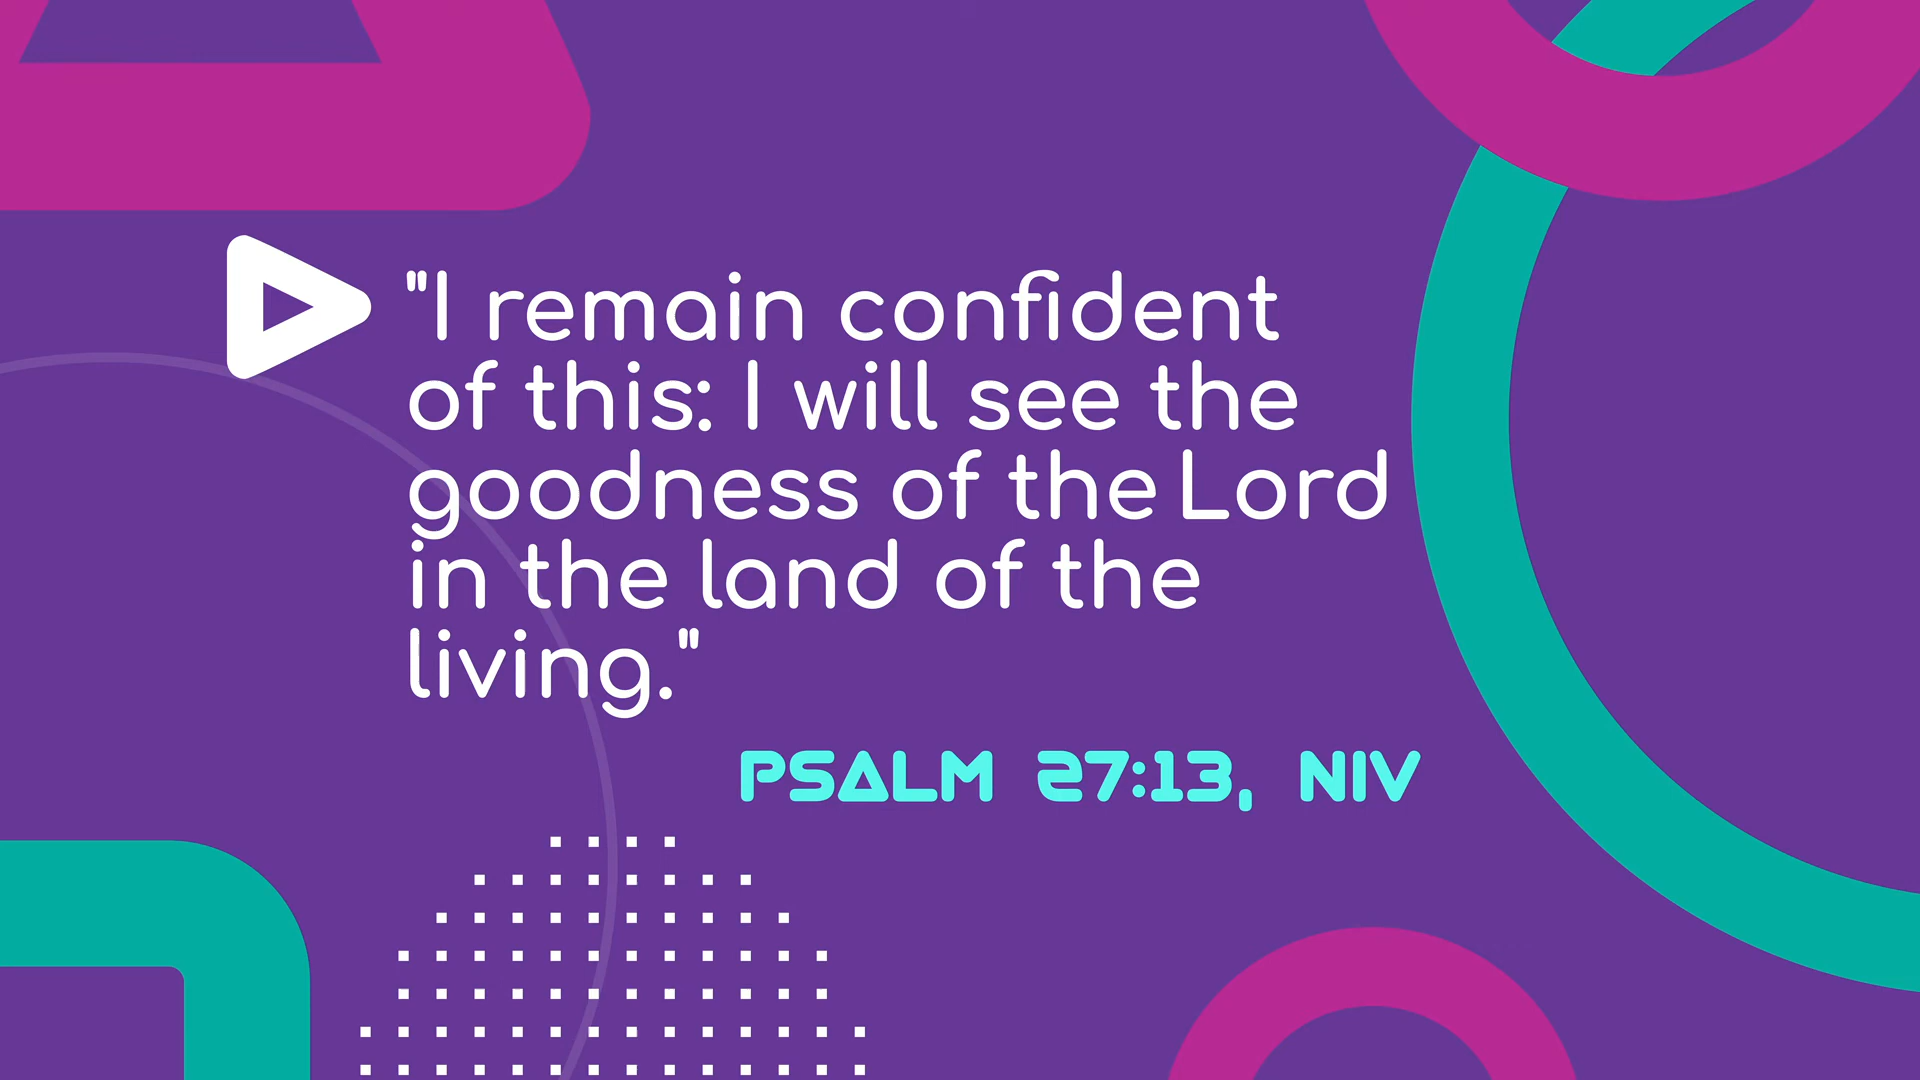 "I remain confident
of this: I will see the
goodness of the Lord
in the land of the
living."
PSALM 27:13, NIV